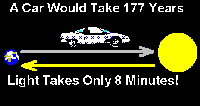 A Car Would Take 177 Years
Light Takes Only 8 Minutes!